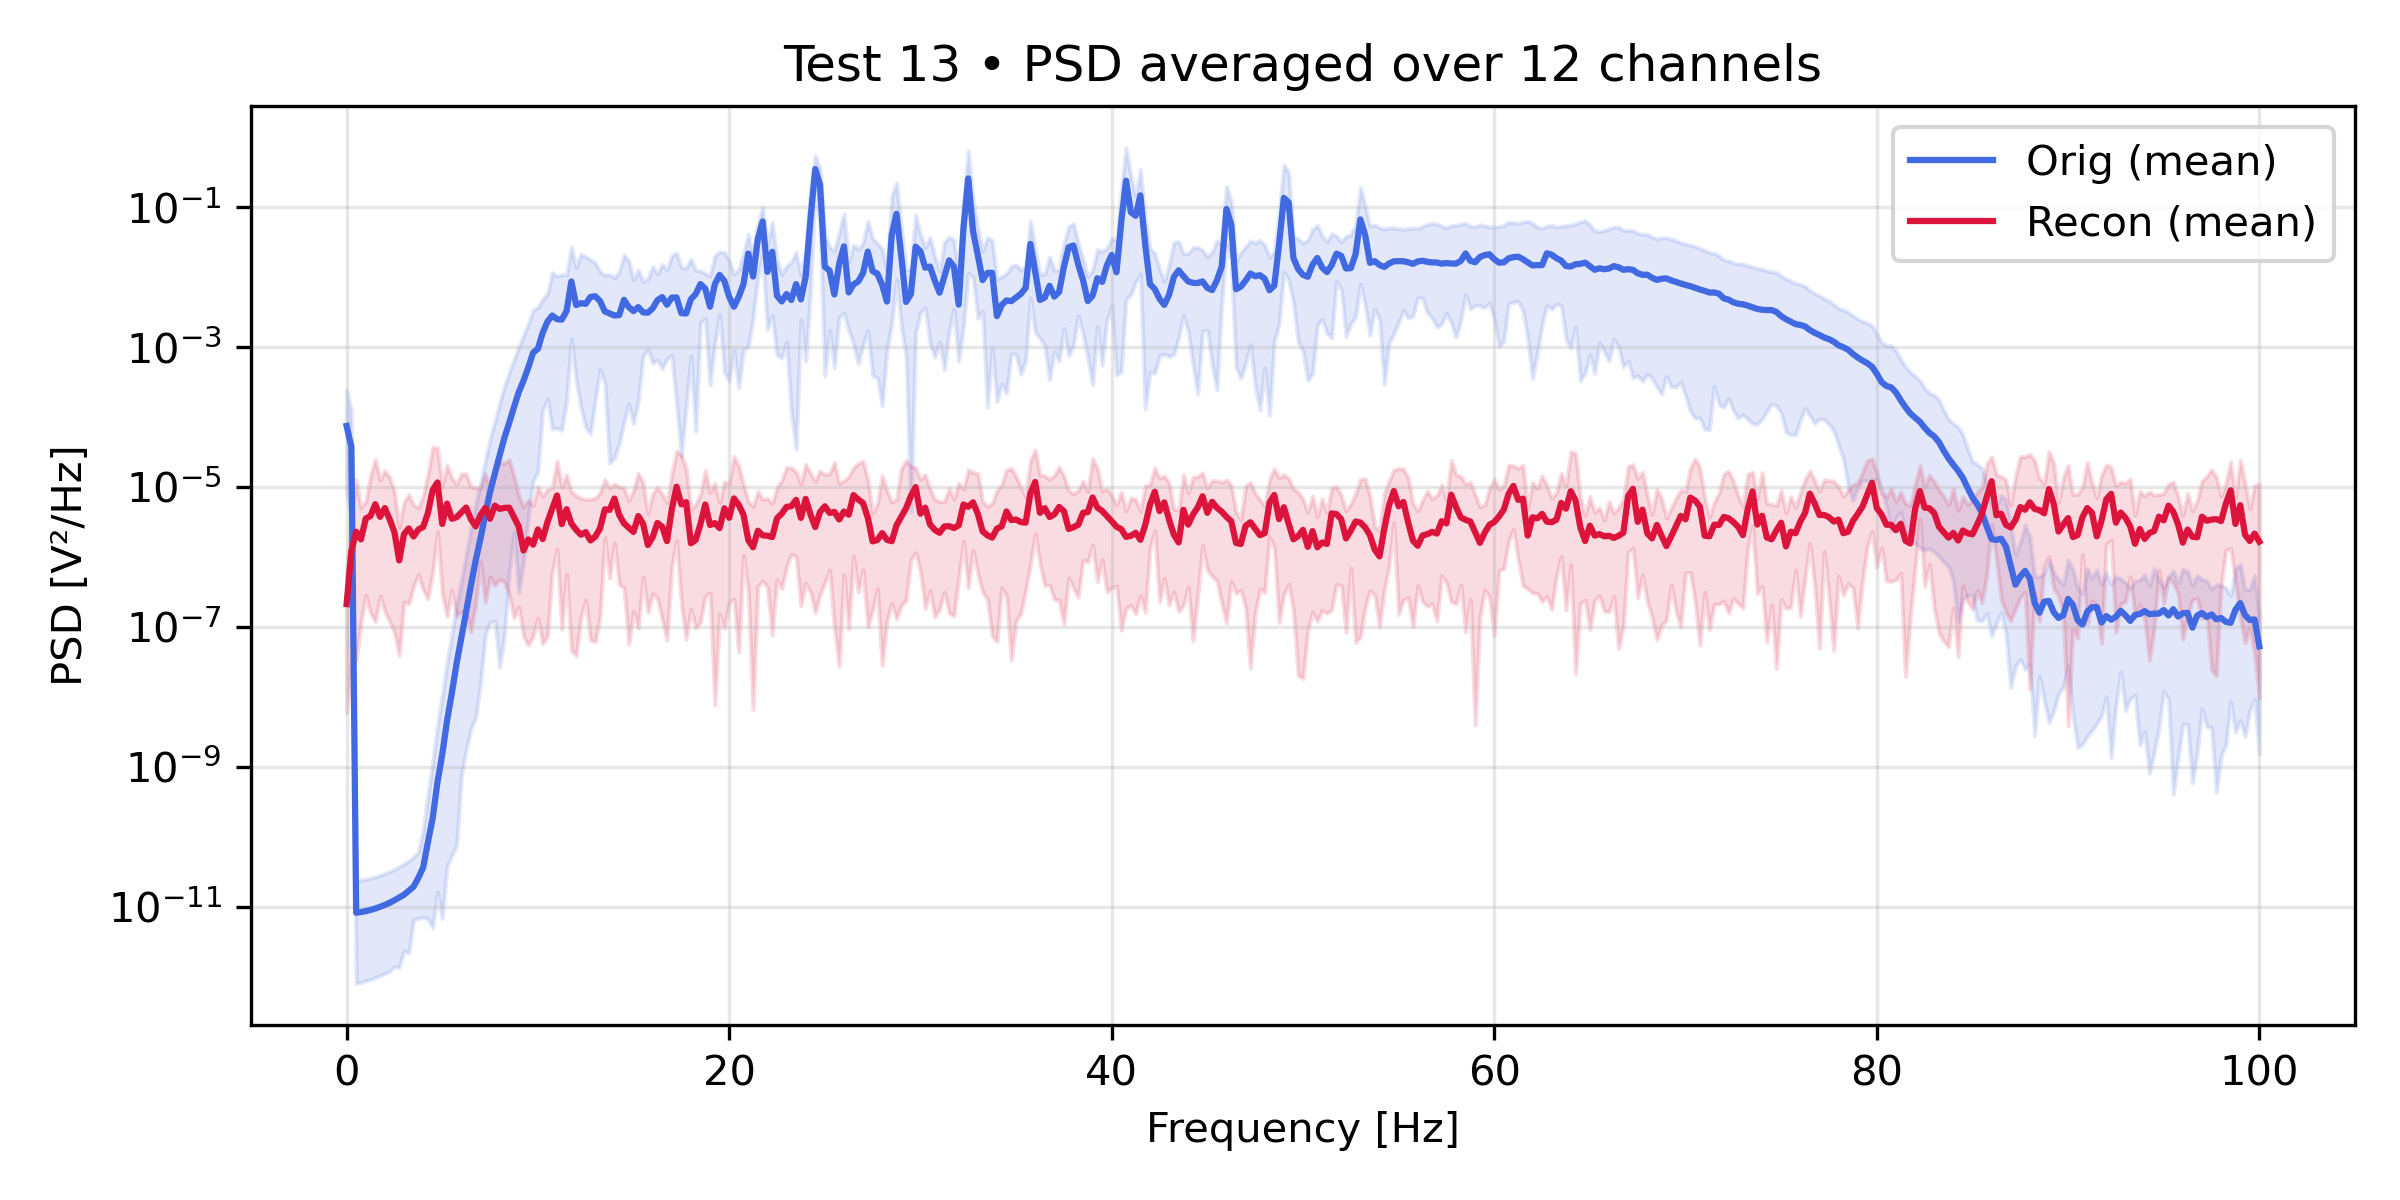 Test 13 • PSD averaged over 12 channels
Orig (mean)
Recon (mean)
PSD [V²/Hz]
10⁻¹
10⁻³
10⁻⁵
10⁻⁷
10⁻⁹
10⁻¹¹
0 20 40 60 80 100
Frequency [Hz]